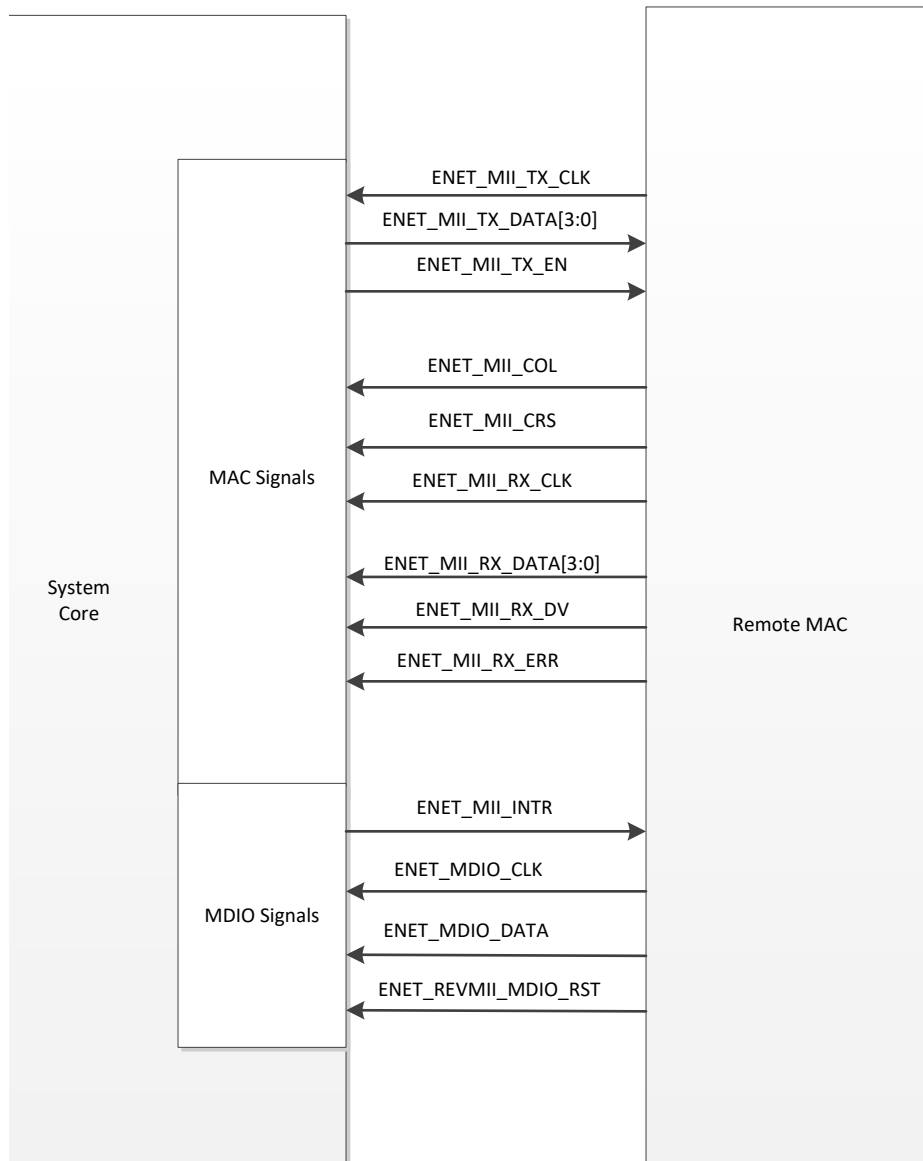 ENET_MII_TX_CLK
ENET_MII_TX_DATA[3:0]
ENET_MII_TX_EN
ENET_MII_COL
ENET_MII_CRS
MAC Signals
ENET_MII_RX_CLK
ENET_MII_RX_DATA[3:0]
System
Core
ENET_MII_RX_DV
Remote MAC
ENET_MII_RX_ERR
ENET_MII_INTR
ENET_MDIO_CLK
MDIO Signals
ENET_MDIO_DATA
ENET_REVMII_MDIO_RST